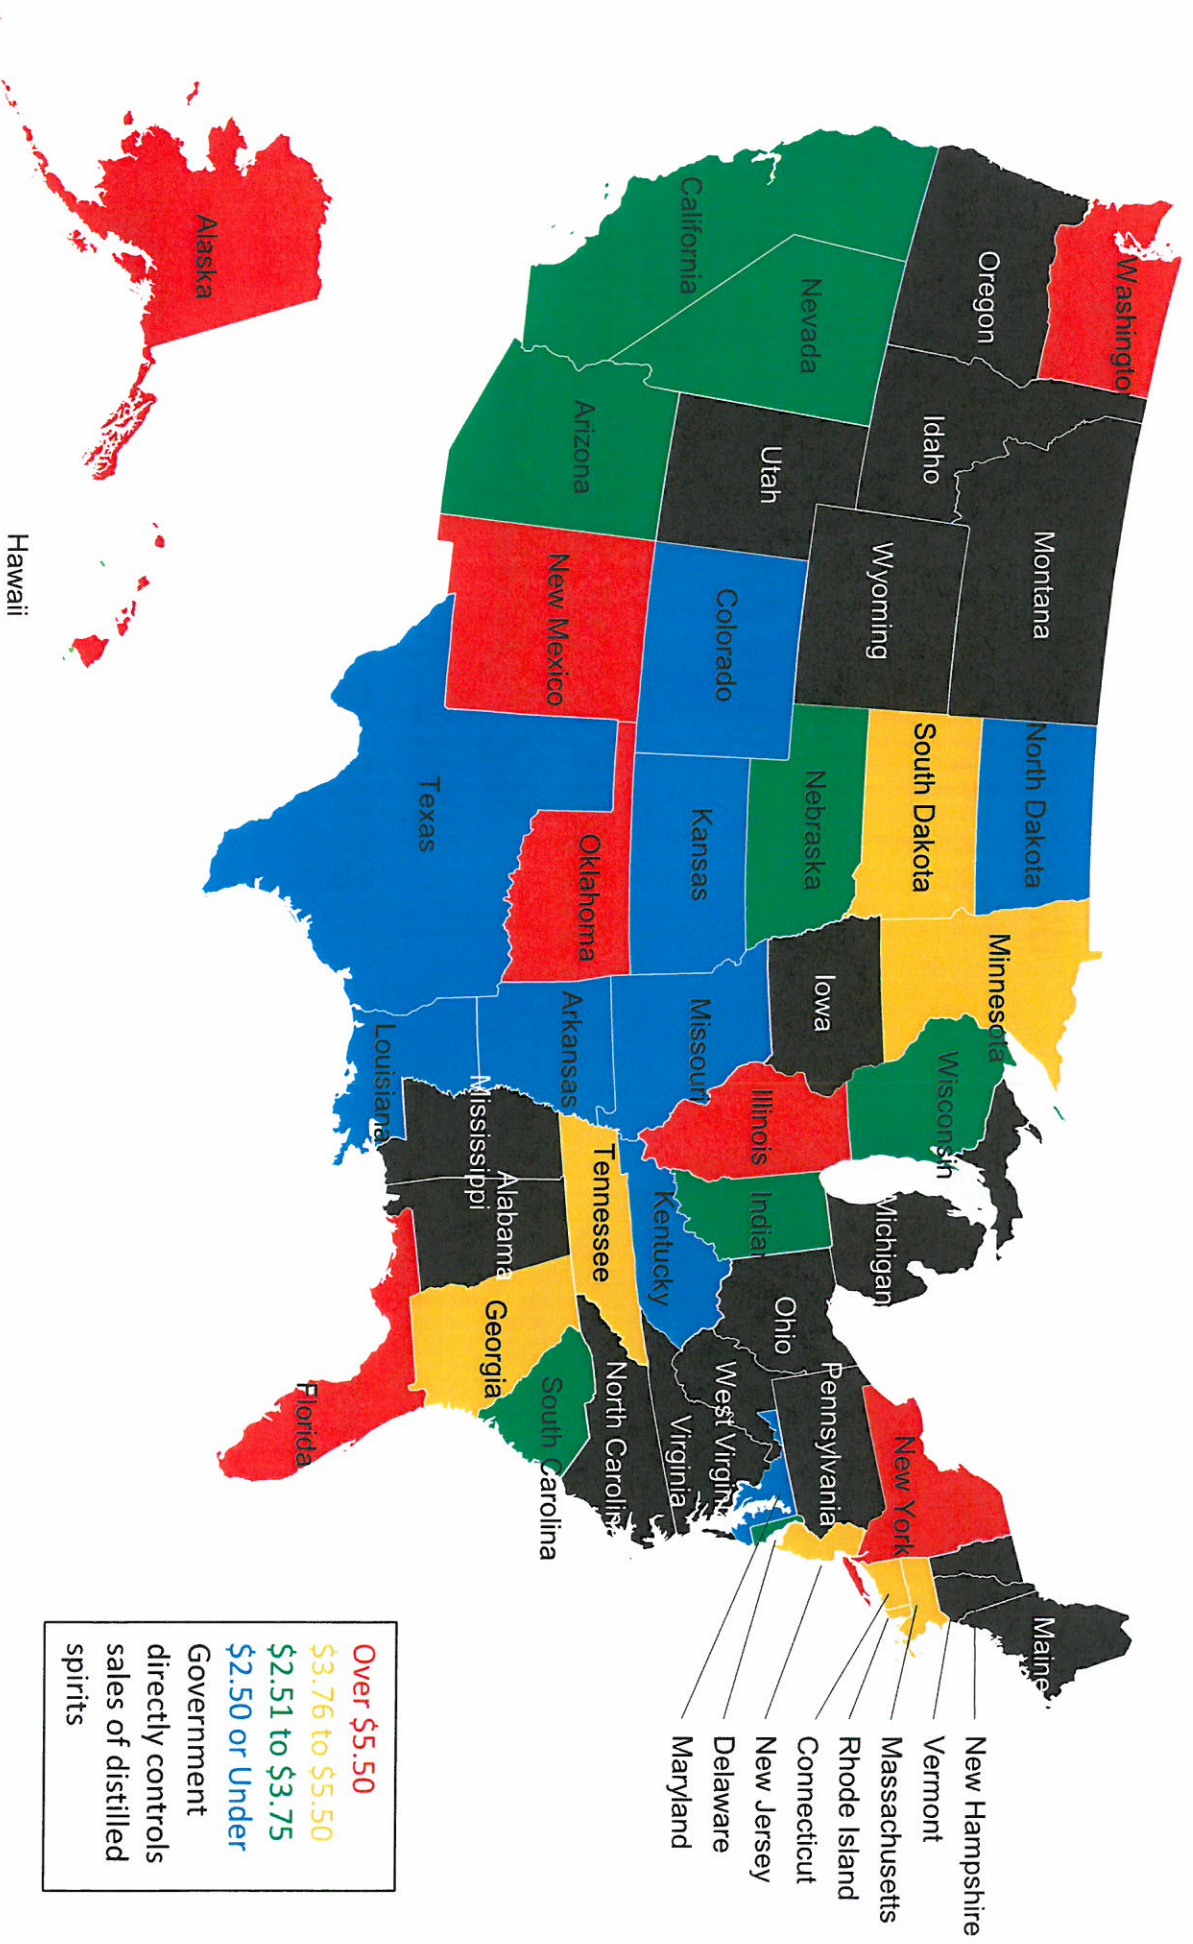 Washingto
Oregon
California
Nevada
Idaho
Montana
Utah
Arizona
Wyoming
Colorado
New Mexico
North Dakota
South Dakota
Nebraska
Kansas
Oklahoma
Texas
Minnesota
Iowa
Missouri
Arkansas
Louisiana
Wisconsin
Illinois
Michigan
India
Ohio
Kentucky
Tennessee
Mississippi
Alabama
Georgia
Florida
South Carolina
North Carolin
Virginia
West Virgin
Pennsylvania
New York
Maine
New Hampshire
Vermont
Massachusetts
Rhode Island
Connecticut
New Jersey
Delaware
Maryland
Alaska
Hawaii
Over $5.50
$3.76 to $5.50
$2.51 to $3.75
$2.50 or Under
Government
directly controls
sales of distilled
spirits